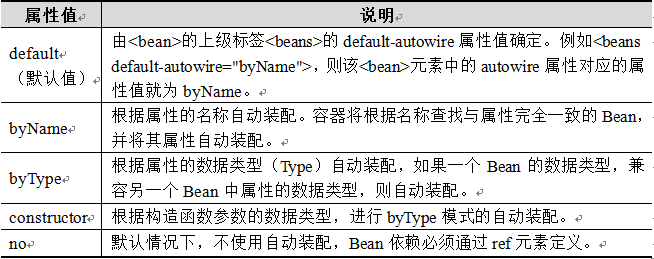 属性值 说明
default
（默认值）
由<bean>的上级标签<beans>的 default-autowire 属性值确定。例如<beans
default-autowire="byName">，则该<bean>元素中的 autowire 属性对应的属
性值就为 byName。
byName
根据属性的名称自动装配。容器将根据名称查找与属性完全一致的 Bean，
并将其属性自动装配。
byType
根据属性的数据类型（Type）自动装配，如果一个 Bean 的数据类型，兼
容另一个 Bean 中属性的数据类型，则自动装配。
constructor 根据构造函数参数的数据类型，进行 byType 模式的自动装配。
no 默认情况下，不使用自动装配，Bean 依赖必须通过 ref 元素定义。